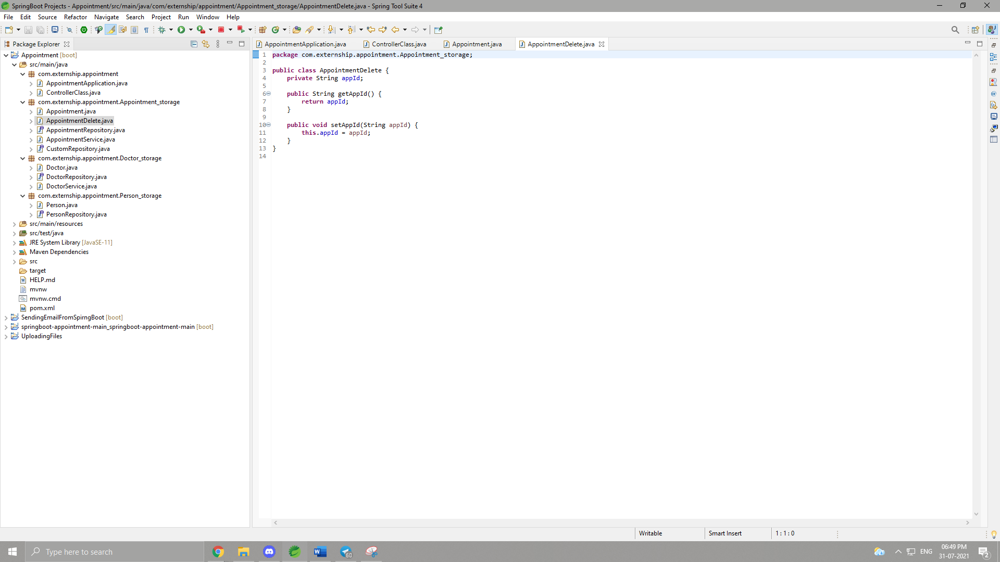 SpringBoot Projects - Appointment/src/main/java/com/externship/appointment/Appointment_storage/AppointmentDelete.java - Spring Tool Suite 4
File Edit Source Refactor Navigate Search Project Run Window Help
Package Explorer
Appointment [boot]
src/main/java
com.externship.appointment
AppointmentApplication.java
ControllerClass.java
com.externship.appointment.Appointment_storage
Appointment.java
AppointmentDelete.java
AppointmentRepository.java
AppointmentService.java
CustomRepository.java
com.externship.appointment.Doctor_storage
Doctor.java
DoctorRepository.java
DoctorService.java
com.externship.appointment.Person_storage
Person.java
PersonRepository.java
src/main/resources
src/test/java
JRE System Library [JavaSE-11]
Maven Dependencies
src
target
HELP.md
mvnw
mvnw.cmd
pom.xml
SendingEmailFromSpirngBoot [boot]
springboot-appointment-main_springboot-appointment-main [boot]
UploadingFiles
AppointmentApplication.java ControllerClass.java Appointment.java AppointmentDelete.java
1 package com.externship.appointment.Appointment_storage;
2
3 public class AppointmentDelete {
4 private String appId;
5
6 public String getAppId() {
7 return appId;
8 }
9
10 public void setAppId(String appId) {
11 this.appId = appId;
12 }
13 }
14
Writable Smart Insert 1 : 1 : 0
Type here to search
60
ENG
06:49 PM
31-07-2021
2